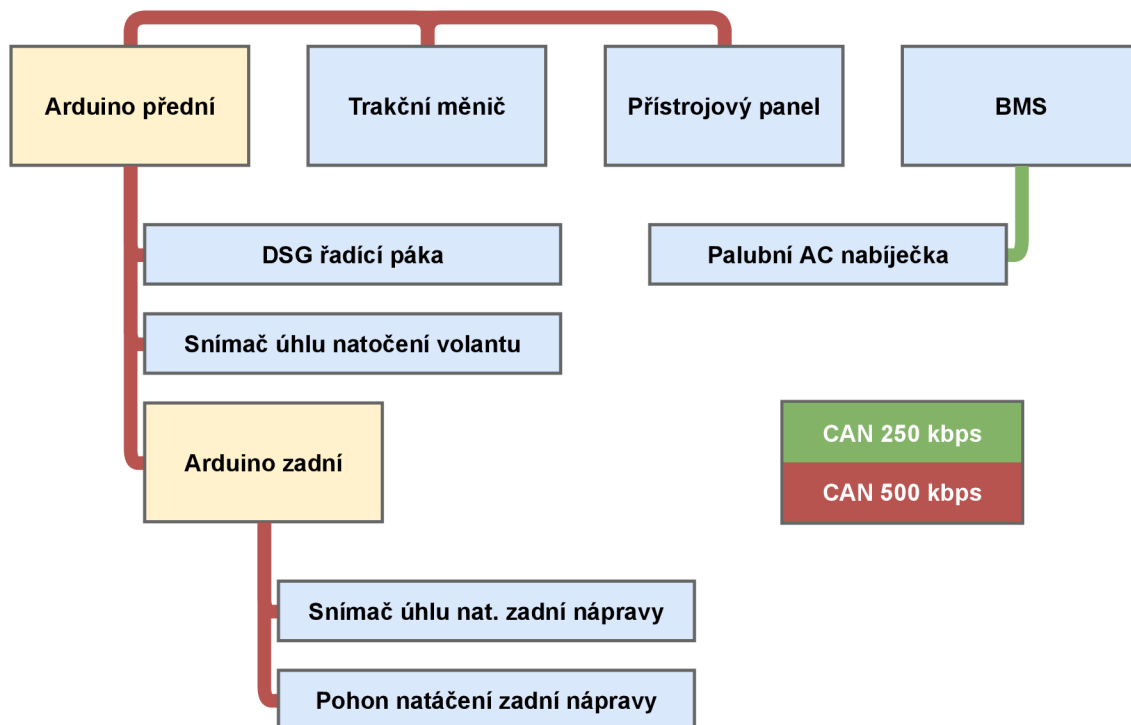 Arduino přední
Trakční měnič
Přístrojový panel
BMS
DSG řadící páka
Palubní AC nabíječka
Snímač úhlu natočení volantu
Arduino zadní
CAN 250 kbps
CAN 500 kbps
Snímač úhlu nat. zadní nápravy
Pohon natáčení zadní nápravy